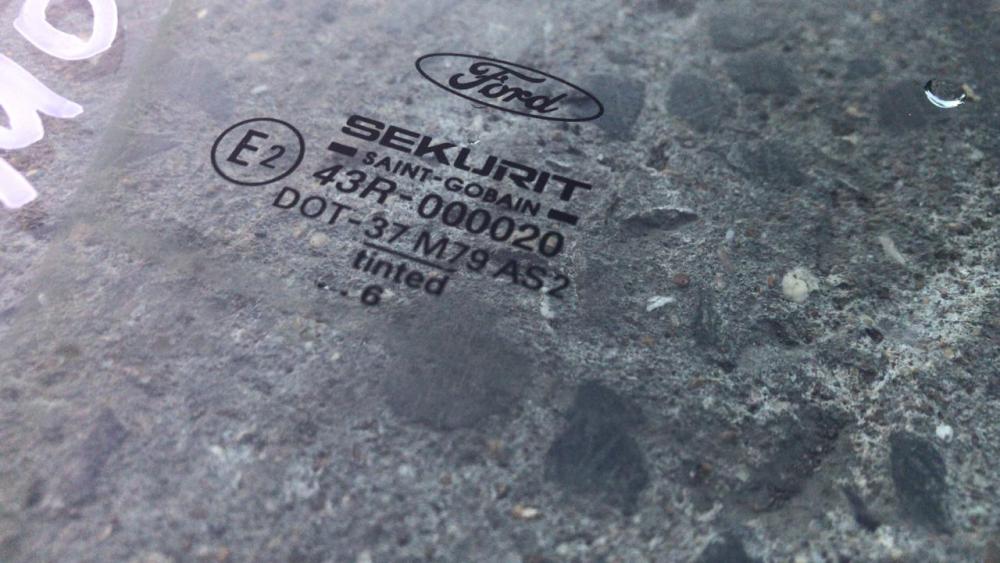 Ford
SEKURIT
SAINT-GOBAIN
E2
43R-000020
DOT-37 M79 AS2
tinted
. . 6